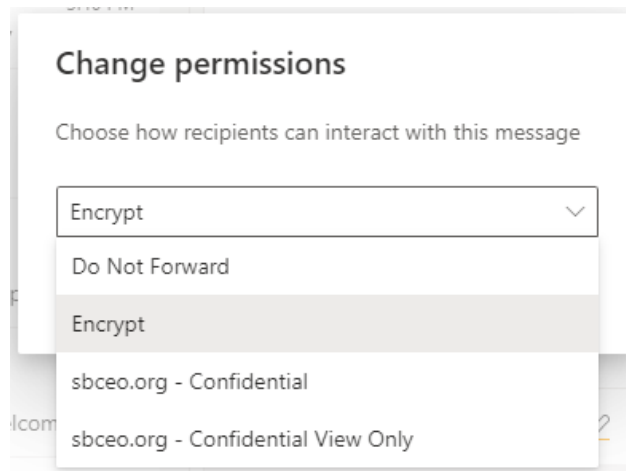 Change permissions
Choose how recipients can interact with this message
Encrypt
Do Not Forward
Encrypt
sbceo.org - Confidential
sbceo.org - Confidential View Only